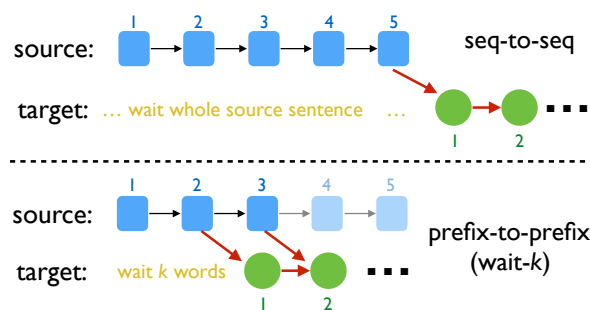 1 2 3 4 5
source: seq-to-seq
target: ... wait whole source sentence ... ...
1 2
1 2 3 4 5
source:
prefix-to-prefix
(wait-k)
target: wait k words ...
1 2